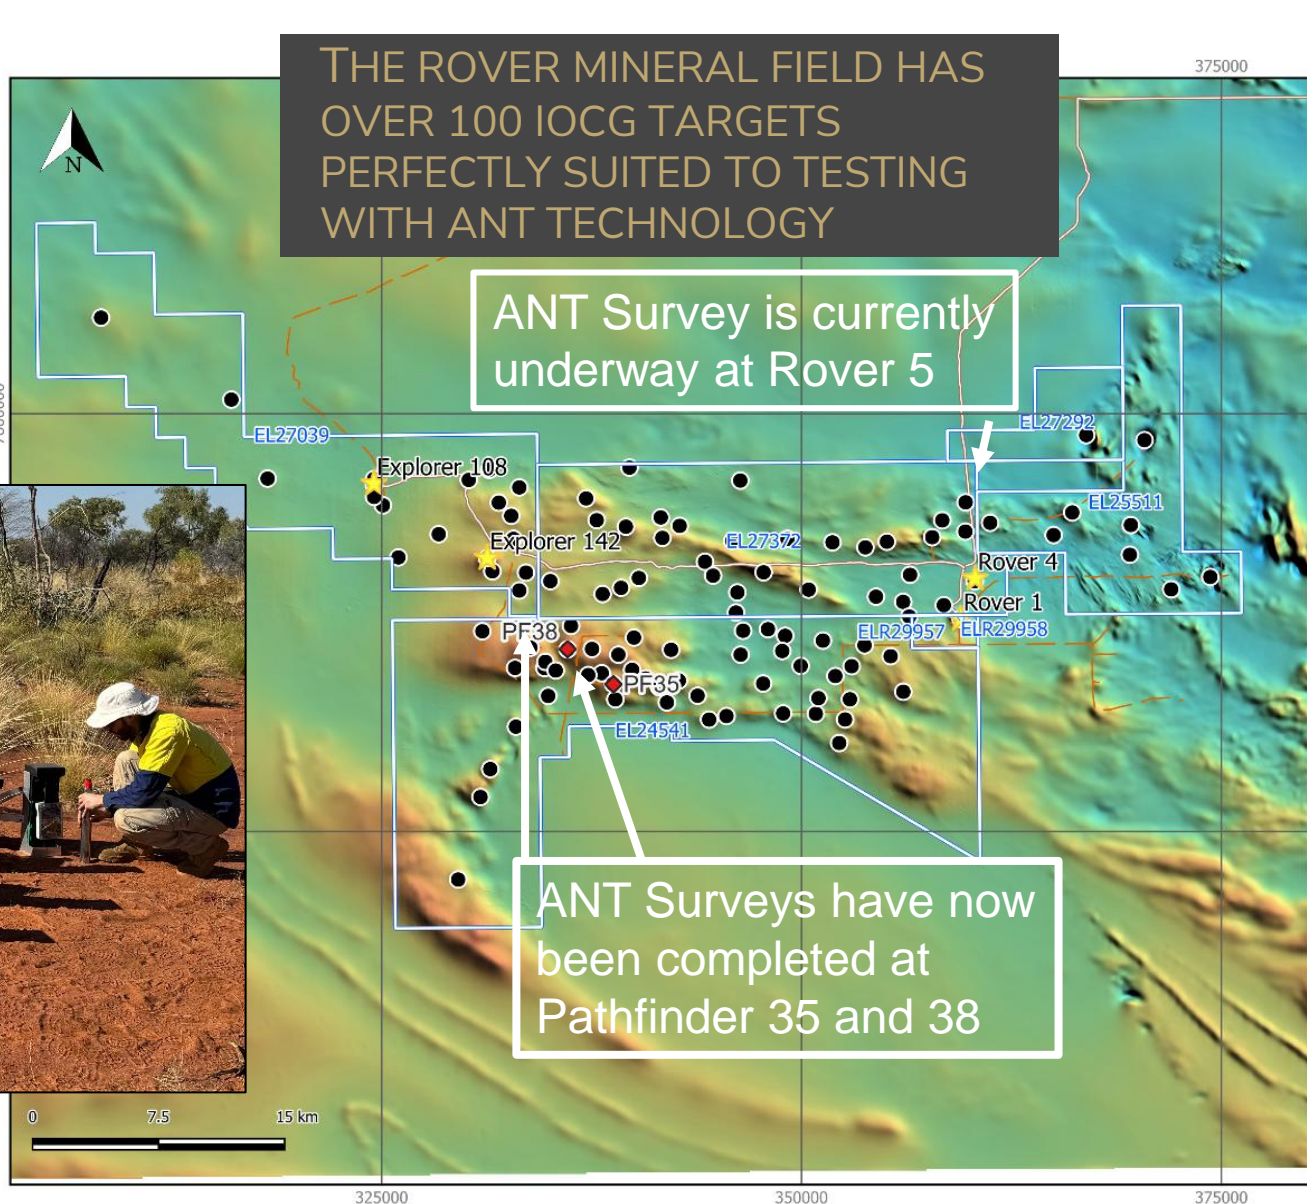 THE ROVER MINERAL FIELD HAS
OVER 100 IOCG TARGETS
PERFECTLY SUITED TO TESTING
WITH ANT TECHNOLOGY
375000
N
ANT Survey is currently
underway at Rover 5
EL27292
EL27039
Explorer 108
EL25511
EL27372
Explorer 142
Rover 4
Rover 1
PF38
ELR29957
ELR29958
PF35
EL24541
ANT Surveys have now
been completed at
Pathfinder 35 and 38
0 7.5 15 km
325000 350000 375000